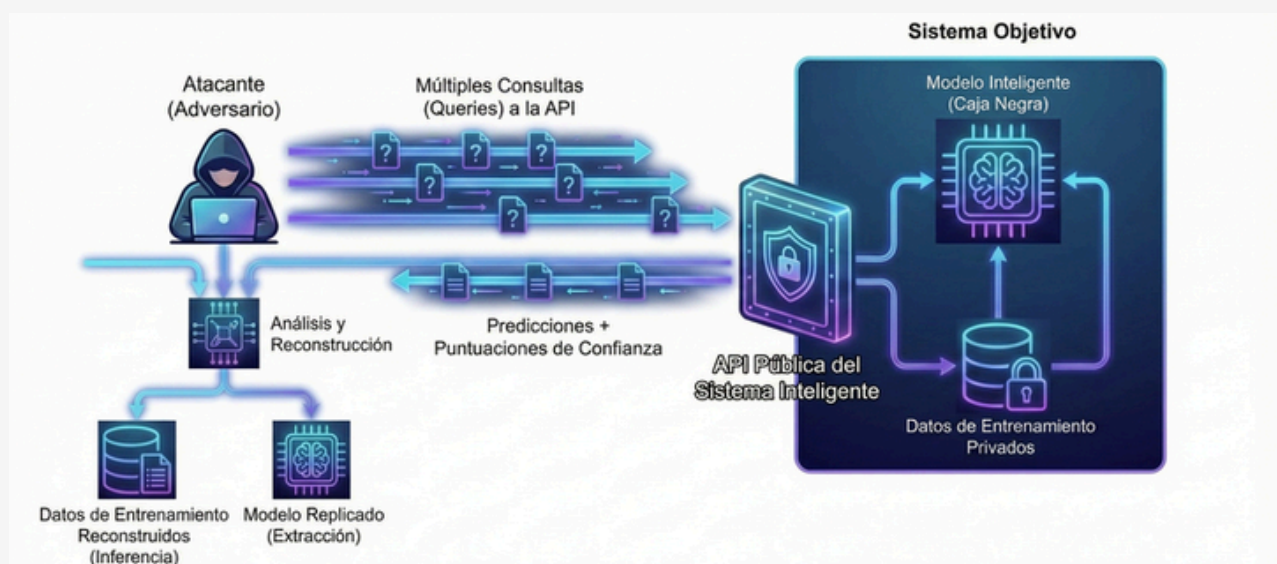 Sistema Objetivo
Atacante
(Adversario)
Múltiples Consultas
(Queries) a la API
Modelo Inteligente
(Caja Negra)
? ? ?
? ?
? ?
Análisis y
Reconstrucción
Predicciones +
Puntuaciones de Confianza
API Pública del
Sistema Inteligente
Datos de Entrenamiento
Privados
Datos de Entrenamiento
Reconstruidos
(Inferencia)
Modelo Replicado
(Extracción)